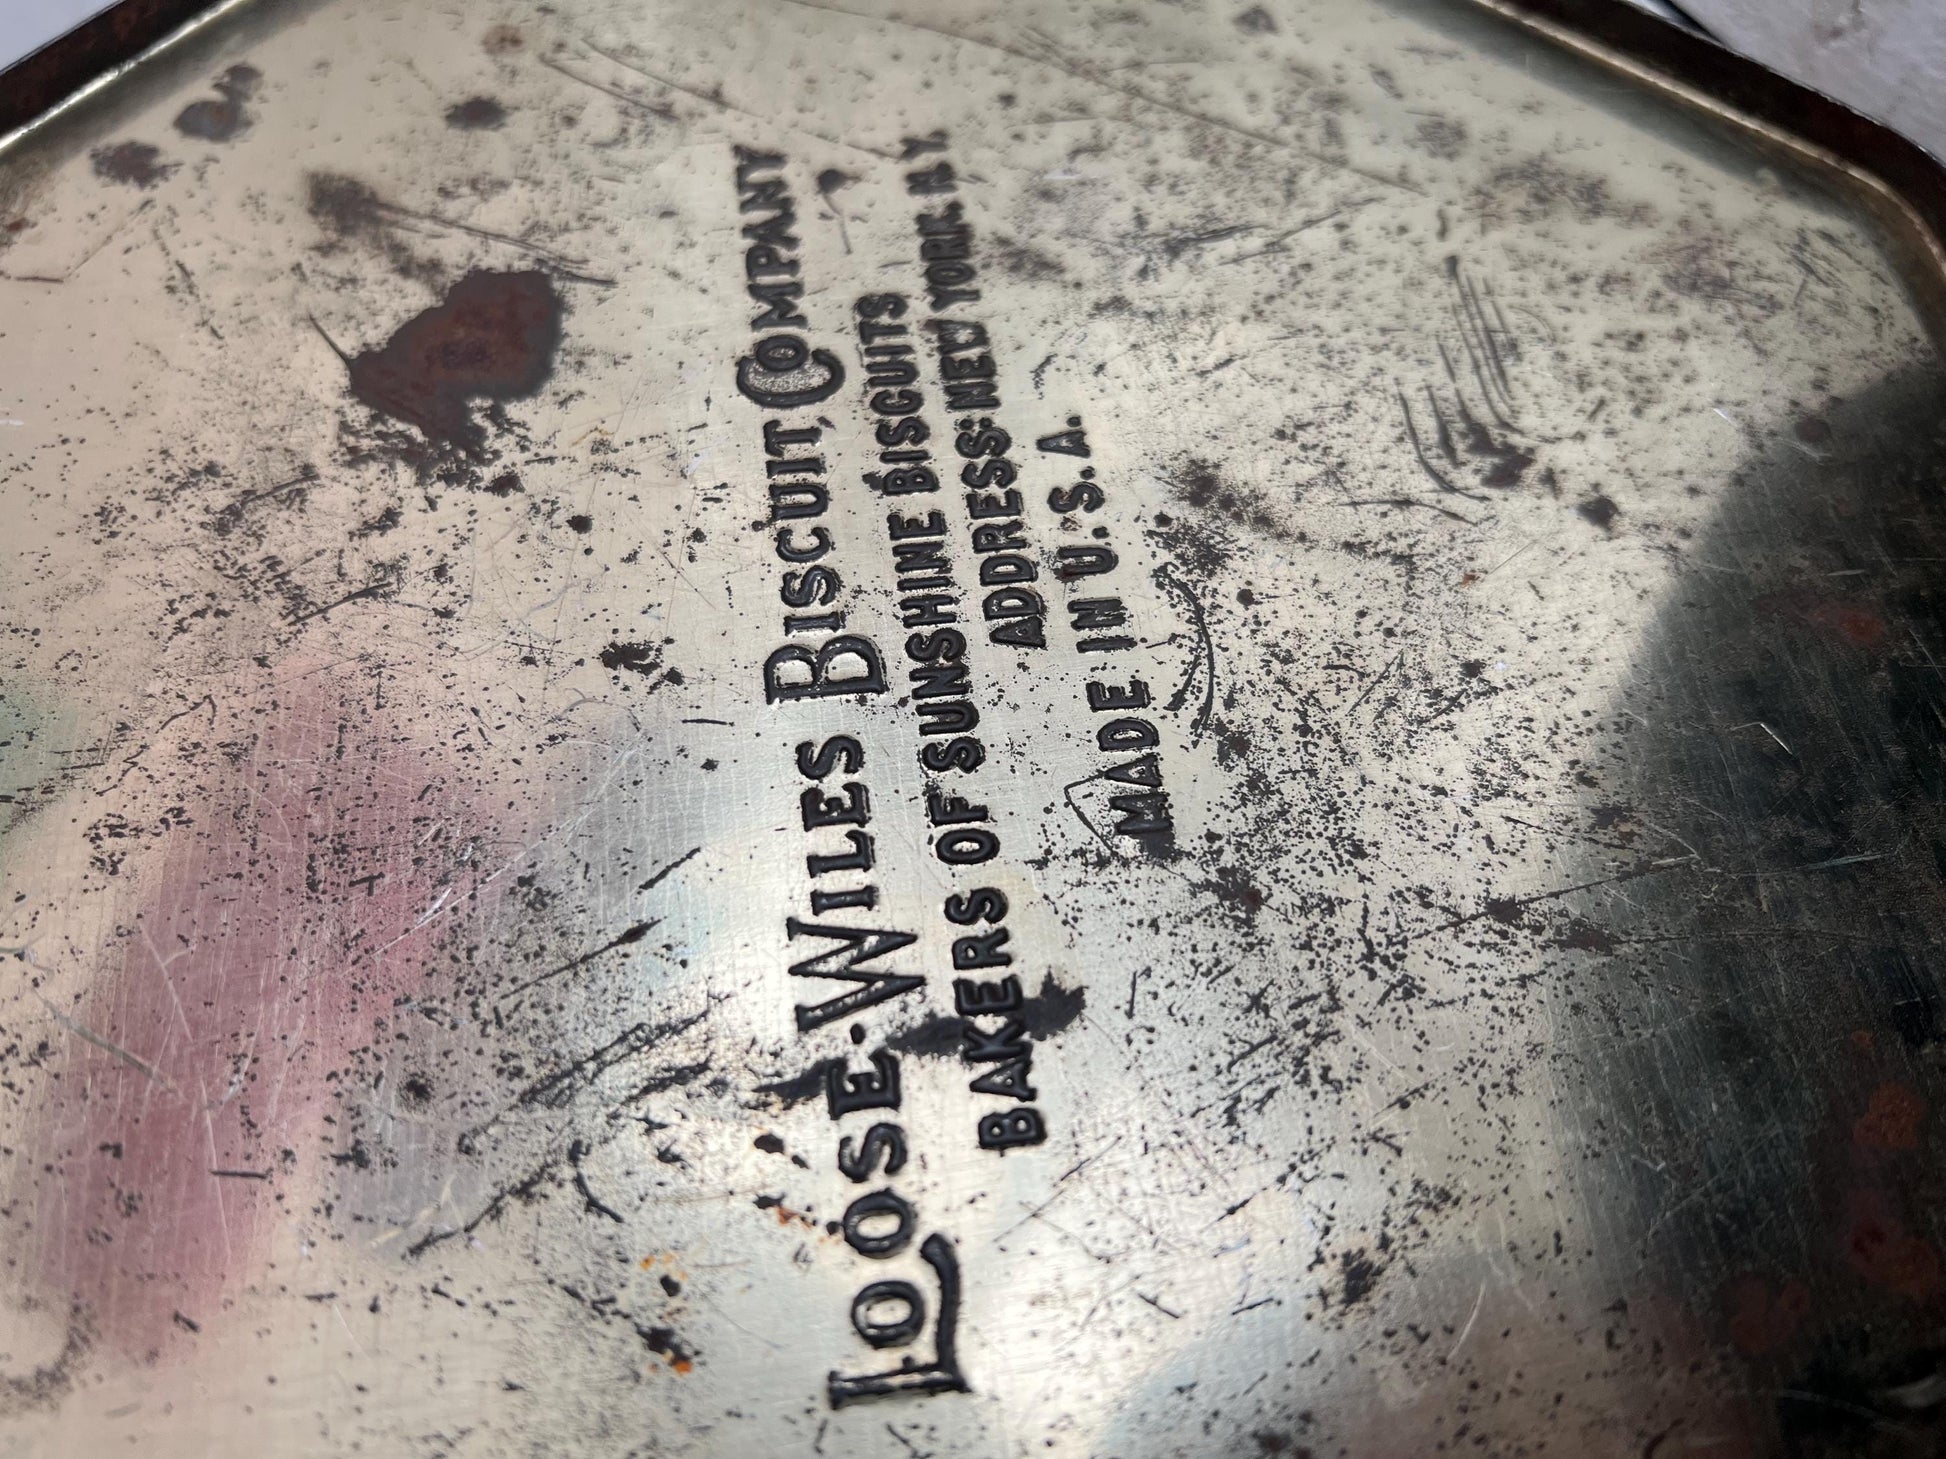 LOOSE-WILES BISCUIT COMPANY
BAKERS OF SUNSHINE BISCUITS
ADDRESS: NEW YORK N.Y.
MADE IN U.S.A.